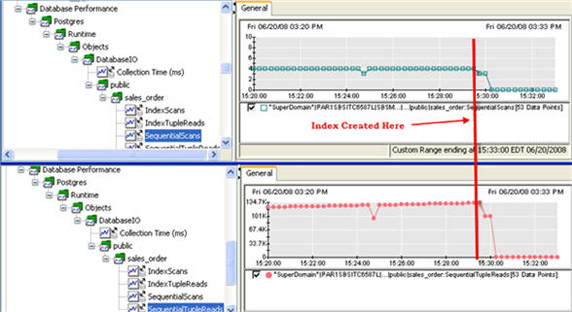 Database Performance
Postgres
Runtime
Objects
DatabaseIO
Collection Time (ms)
public
sales_order
IndexScans
IndexTupleReads
SequentialScans
SequentialTupleReads
General
Fri 06/20/08 03:20 PM
Fri 06/20/08 03:33 PM
10
8
6
4
2
0
15:20:00
15:22:00
15:24:00
15:26:00
15:28:00
15:30:00
15:32:00
*SuperDomain*|PAR1SBSITC6587L|SBSM...|...|public|sales_order:SequentialScans][53 Data Points]
Index Created Here
Custom Range ending at 15:33:00 EDT 06/20/2008
Database Performance
Postgres
Runtime
Objects
DatabaseIO
Collection Time (ms)
public
sales_order
IndexScans
IndexTupleReads
SequentialScans
SequentialTupleReads
General
Fri 06/20/08 03:20 PM
Fri 06/20/08 03:33 PM
124.7K
101K
67.4K
33.7K
0
15:20:00
15:22:00
15:24:00
15:26:00
15:28:00
15:30:00
15:32:00
*SuperDomain*|PAR1SBSITC6587L|...|public|sales_order:SequentialTupleReads][53 Data Points]